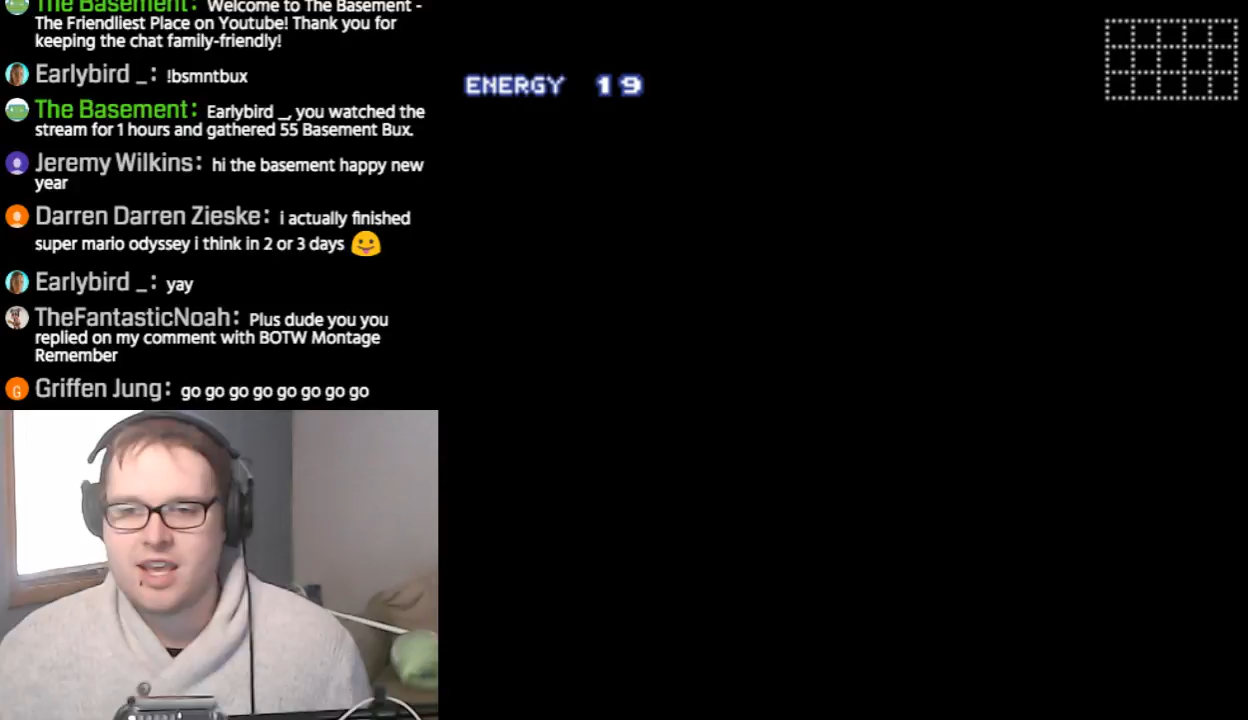 The Basement: Welcome to The Basement -
The Friendliest Place on Youtube! Thank you for
keeping the chat family-friendly!
Earlybird _: !bsmntbux
The Basement: Earlybird _, you watched the
stream for 1 hours and gathered 55 Basement Bux.
Jeremy Wilkins: hi the basement happy new
year
Darren Darren Zieske: i actually finished
super mario odyssey i think in 2 or 3 days
Earlybird _: yay
TheFantasticNoah: Plus dude you you
replied on my comment with BOTW Montage
Remember
G Griffen Jung: go go go go go go go go
ENERGY 19